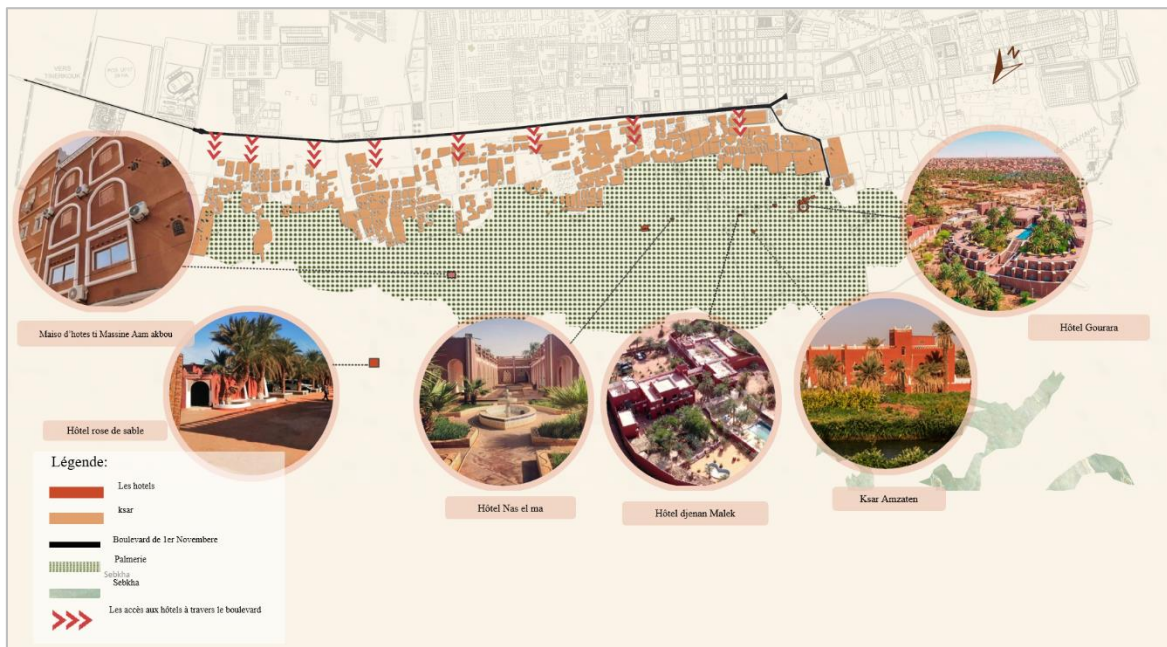 VERS
TIMIMOUN
N
Maiso d'hotes ti Massine Aam akbou
Hôtel Gourara
Hôtel rose de sable
Hôtel Nas el ma
Hôtel djenan Malek
Ksar Amzaten
Légende:
Les hotels
ksar
Boulevard de 1er Novembere
Palmerie
Sebkha
Sebkha
Les accès aux hôtels à travers le boulevard